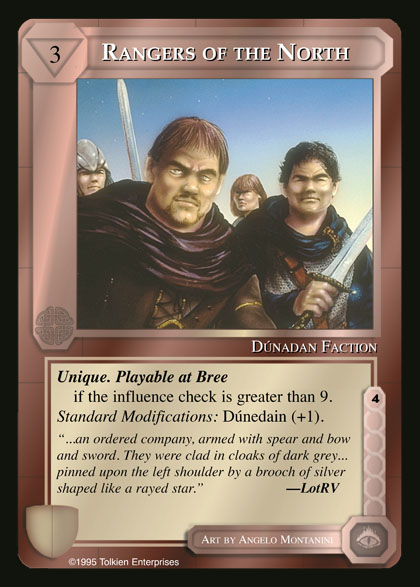 3
RANGERS OF THE NORTH
DÚNADAN FACTION
Unique. Playable at Bree
if the influence check is greater than 9.
Standard Modifications: Dúnedain (+1).
4
“...an ordered company, armed with spear and bow
and sword. They were clad in cloaks of dark grey...
pinned upon the left shoulder by a brooch of silver
shaped like a rayed star.” —LotRV
ART BY ANGELO MONTANINI
©1995 Tolkien Enterprises